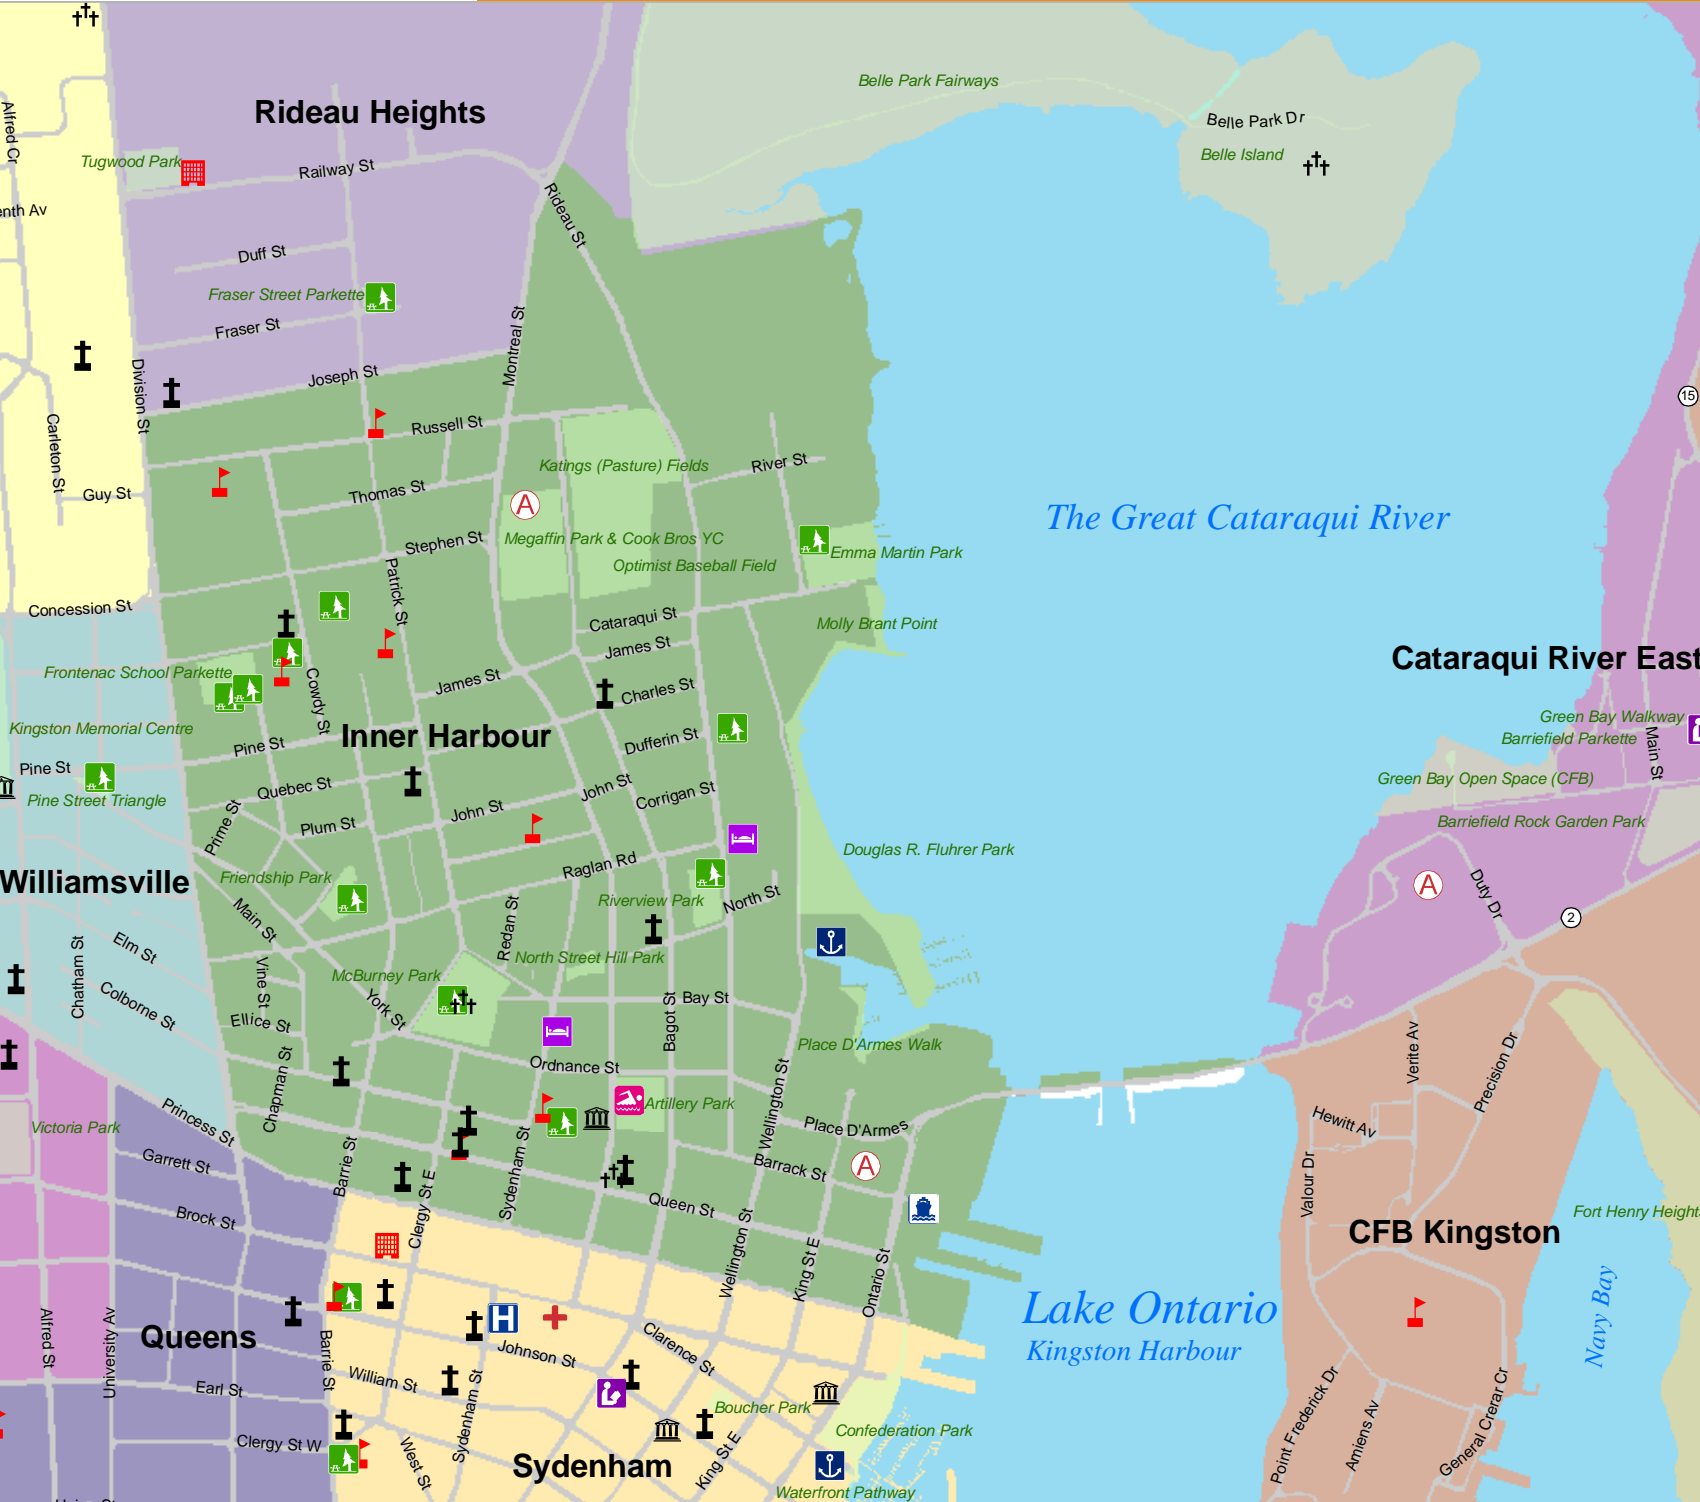 Alfred Cr
Rideau Heights
Belle Park Fairways
Belle Park Dr
Belle Island
Tugwood Park
Railway St
enth Av
Rideau St
Duff St
Fraser Street Parkette
Fraser St
Montreal St
Division St
Joseph St
15
Carleton St
Russell St
Katings (Pasture) Fields
River St
Guy St
Thomas St
A
The Great Cataraqui River
Stephen St
Megaffin Park & Cook Bros YC
Emma Martin Park
Optimist Baseball Field
Patrick St
Concession St
Cataraqui St
Molly Brant Point
James St
Cataraqui River East
Frontenac School Parkette
Cowdy St
James St
Charles St
Kingston Memorial Centre
Inner Harbour
Green Bay Walkway
Barriefield Parkette
Main St
Pine St
Dufferin St
Pine St
Quebec St
John St
Green Bay Open Space (CFB)
Pine Street Triangle
Corrigan St
John St
Prime St
Plum St
Barriefield Rock Garden Park
Douglas R. Fluhrer Park
Raglan Rd
Williamsville
Friendship Park
A
Duty Dr
Riverview Park
North St
2
Main St
Redan St
Elm St
North Street Hill Park
Chatham St
McBurney Park
Vine St
Colborne St
York St
Bay St
Bagot St
Ellice St
Place D'Armes Walk
Verite Av
Precision Dr
Ordnance St
Chapman St
Wellington St
Artillery Park
Princess St
Victoria Park
Place D'Armes
Hewitt Av
Garrett St
Barrie St
Sydenham St
Barrack St
A
Valour Dr
Clergy St E
Queen St
Brock St
Fort Henry Heights
CFB Kingston
Wellington St
King St E
Ontario St
Lake Ontario
Navy Bay
Queens
Alfred St
University Av
Barrie St
H
Johnson St
Clarence St
Kingston Harbour
William St
Earl St
Sydenham St
Boucher Park
Point Frederick Dr
Amiens Av
General Crerar Cr
Confederation Park
Clergy St W
West St
Sydenham
King St E
Waterfront Pathway